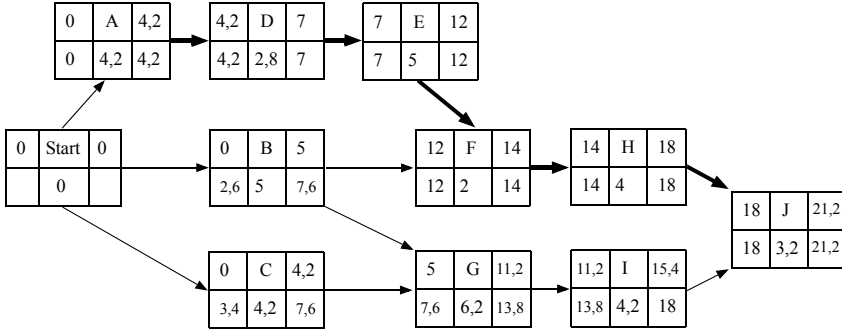 0 A 4,2
0 4,2 4,2
4,2 D 7
4,2 2,8 7
7 E 12
7 5 12
0 Start 0
0
0 B 5
2,6 5 7,6
12 F 14
12 2 14
14 H 18
14 4 18
18 J 21,2
18 3,2 21,2
0 C 4,2
3,4 4,2 7,6
5 G 11,2
7,6 6,2 13,8
11,2 I 15,4
13,8 4,2 18